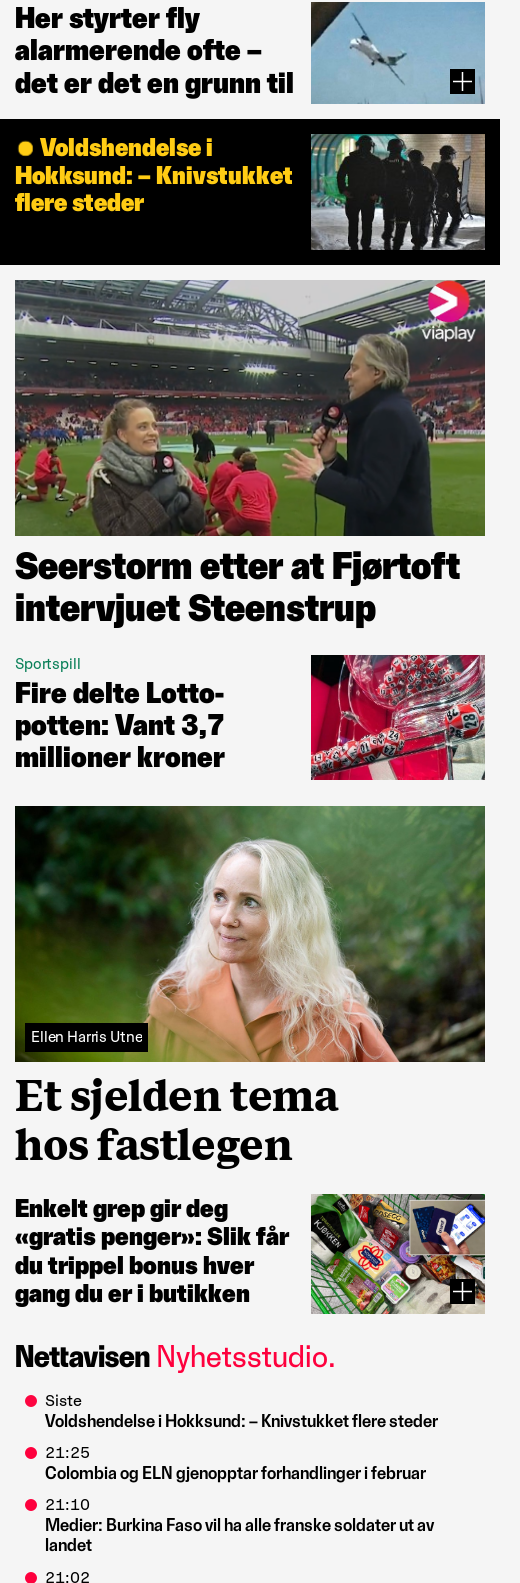 Her styrter fly
alarmerende ofte –
det er det en grunn til
Voldshendelse i
Hokksund: – Knivstukket
flere steder
viaplay
Seerstorm etter at Fjørtoft
intervjuet Steenstrup
Sportspill
Fire delte Lotto-
potten: Vant 3,7
millioner kroner
28
Ellen Harris Utne
Et sjelden tema
hos fastlegen
Enkelt grep gir deg
«gratis penger»: Slik får
du trippel bonus hver
gang du er i butikken
KJØKKEN
Nettavisen Nyhetsstudio.
Siste
Voldshendelse i Hokksund: – Knivstukket flere steder
21:25
Colombia og ELN gjenopptar forhandlinger i februar
21:10
Medier: Burkina Faso vil ha alle franske soldater ut av
landet
21:02